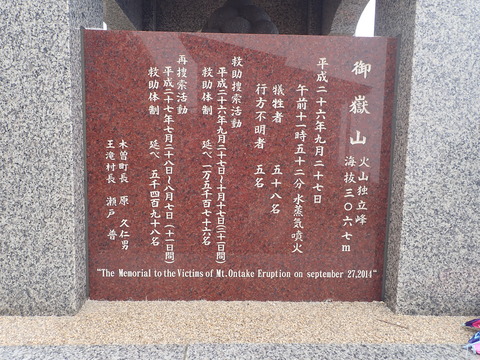 御嶽山 火山独立峰
海抜三〇六七m
平成二十六年九月二十七日
午前十一時五十二分 水蒸気噴火
犠牲者 五十八名
行方不明者 五名
救助捜索活動
平成二十六年九月二十七日~十月十七日(二十一日間)
救助体制 延べ 一万五千百七十六名
再捜索活動
平成二十七年七月二十八日~八月七日(十一日間)
救助体制 延べ 五千四百九十八名
木曽町長 原 久仁男
王滝村長 瀬戸 普
"The Memorial to the Victims of Mt.Ontake Eruption on september 27,2014"